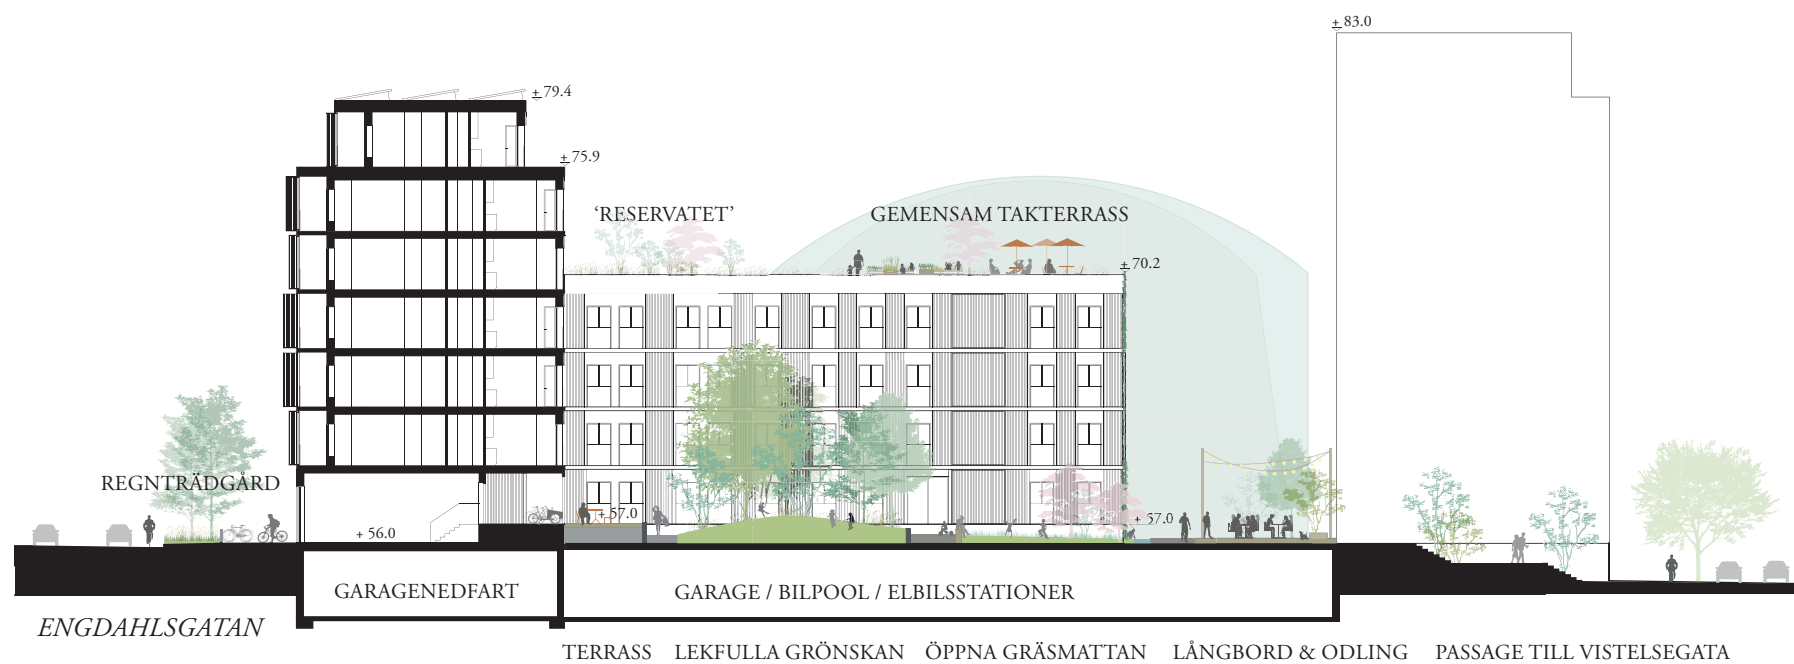 + 83.0
+ 79.4
+ 75.9
‘RESERVATET’
GEMENSAM TAKTERRASS
+ 70.2
REGNTRÄDGÅRD
+ 57.0
+ 57.0
+ 56.0
GARAGENEDFART
GARAGE / BILPOOL / ELBILSSTATIONER
ENGDAHLSGATAN
TERRASS
LEKFULLA GRÖNSKAN
ÖPPNA GRÄSMATTAN
LÅNGBORD & ODLING
PASSAGE TILL VISTELSEGATA